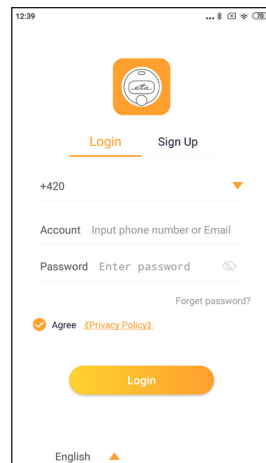 12:39
... 70
eta
Login Sign Up
+420
Account Input phone number or Email
Password Enter password
Forget password?
Agree 《Privacy Policy》
Login
English